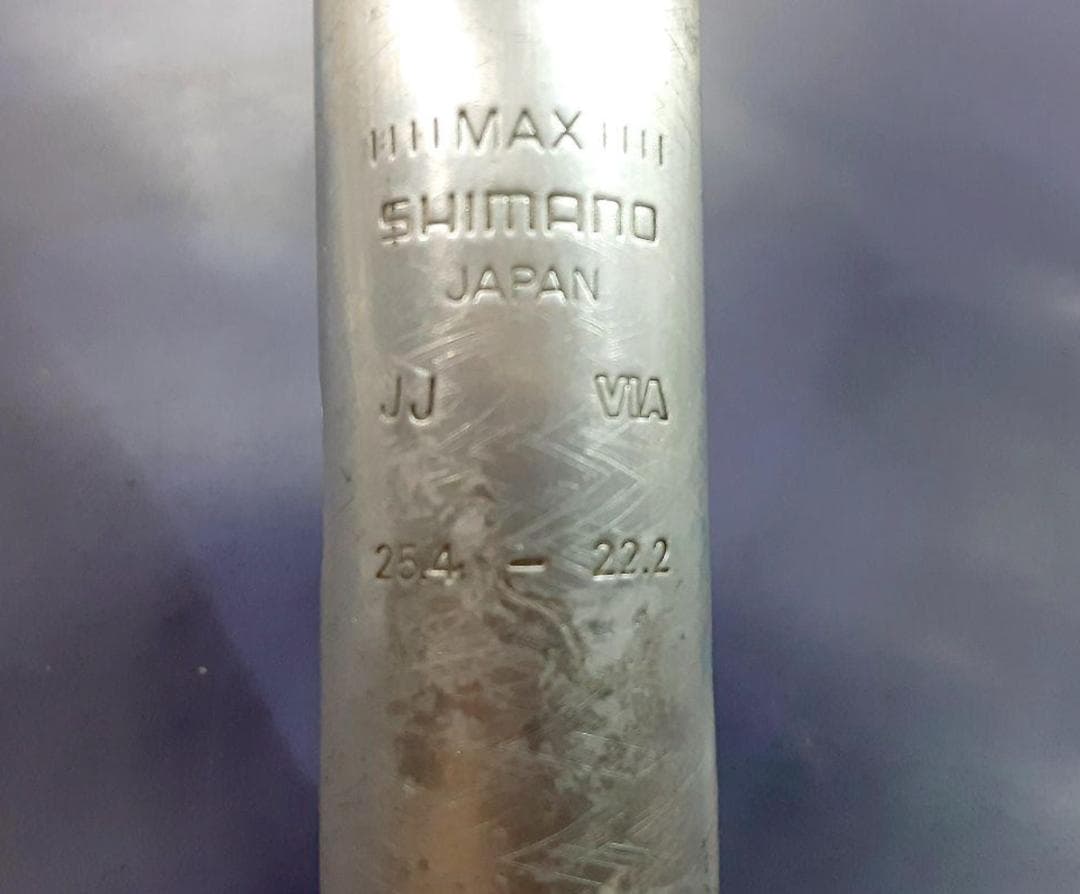 MAX
SHIMANO
JAPAN
JJ VIA
25.4 — 22.2